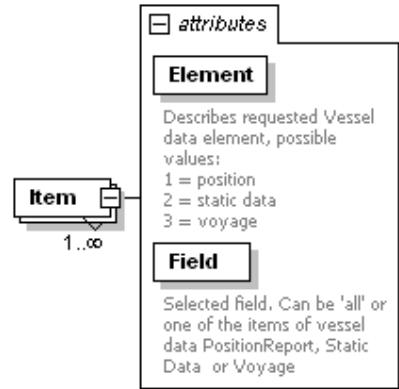 attributes
Element
Describes requested Vessel
data element, possible
values:
1 = position
2 = static data
3 = voyage
Item
1..∞
Field
Selected field. Can be 'all' or
one of the items of vessel
data PositionReport, Static
Data or Voyage